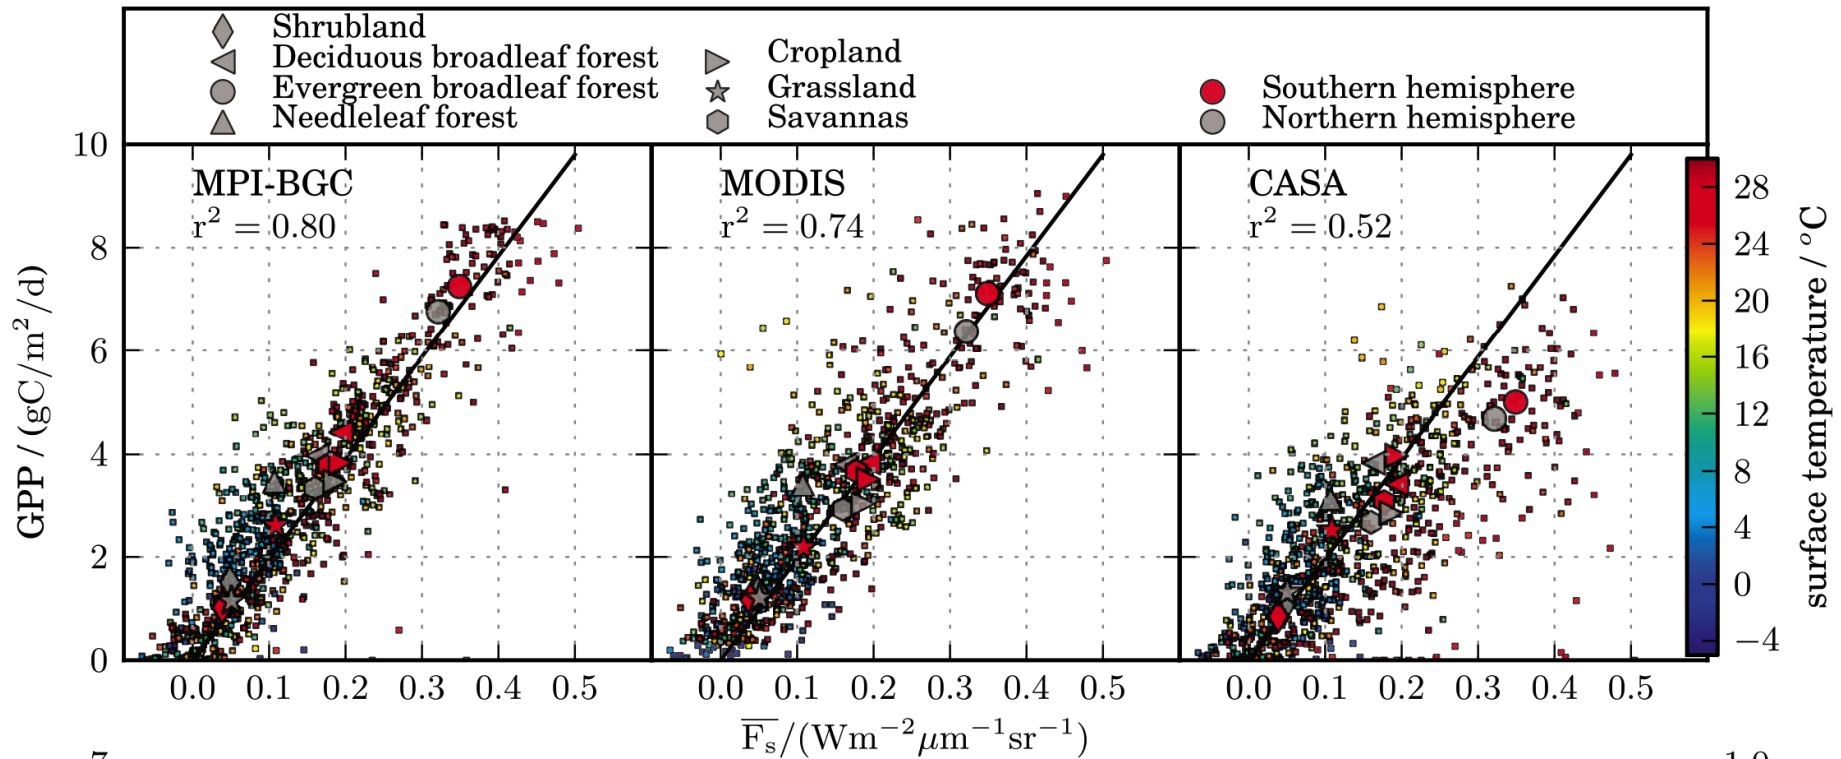 Shrubland
Deciduous broadleaf forest
Evergreen broadleaf forest
Needleleaf forest
Cropland
Grassland
Savannas
Southern hemisphere
Northern hemisphere
10
8
6
4
2
0
GPP / (gC/m²/d)
MPI-BGC
r² = 0.80
MODIS
r² = 0.74
CASA
r² = 0.52
28
24
20
16
12
8
4
0
−4
surface temperature / °C
0.0 0.1 0.2 0.3 0.4 0.5
0.0 0.1 0.2 0.3 0.4 0.5
0.0 0.1 0.2 0.3 0.4 0.5
F̅s/(Wm⁻²μm⁻¹sr⁻¹)